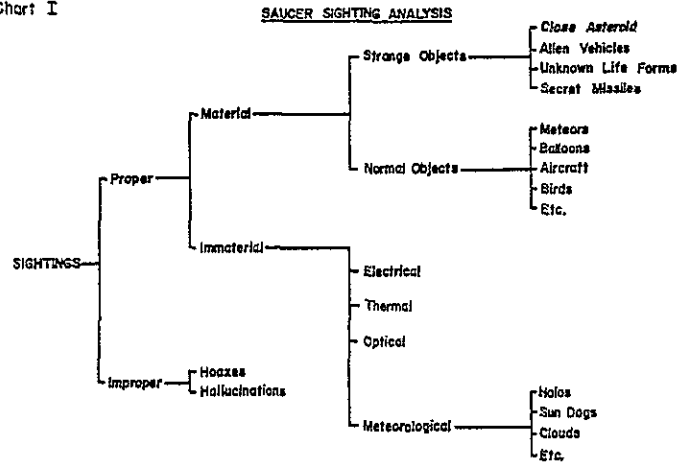 Chart I
SAUCER SIGHTING ANALYSIS
SIGHTINGS
Proper
Material
Strange Objects
Close Asteroid
Alien Vehicles
Unknown Life Forms
Secret Missiles
Normal Objects
Meteors
Balloons
Aircraft
Birds
Etc.
Immaterial
Electrical
Thermal
Optical
Meteorological
Halos
Sun Dogs
Clouds
Etc.
Improper
Hoaxes
Hallucinations